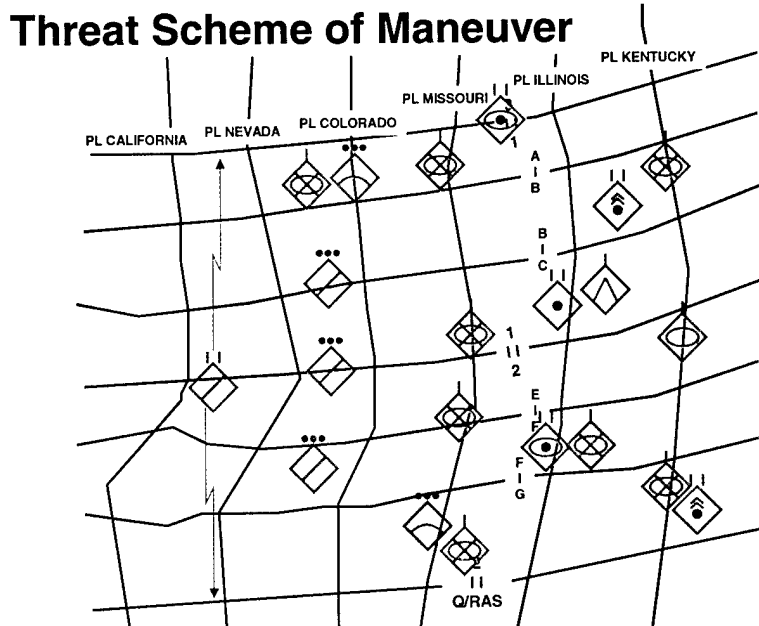 Threat Scheme of Maneuver
PL KENTUCKY
PL ILLINOIS
PL MISSOURI
PL COLORADO
PL NEVADA
PL CALIFORNIA
1
A
I
B
B
I
C
1
I I
2
E
I
F
F
I
G
2
I I
Q/RAS